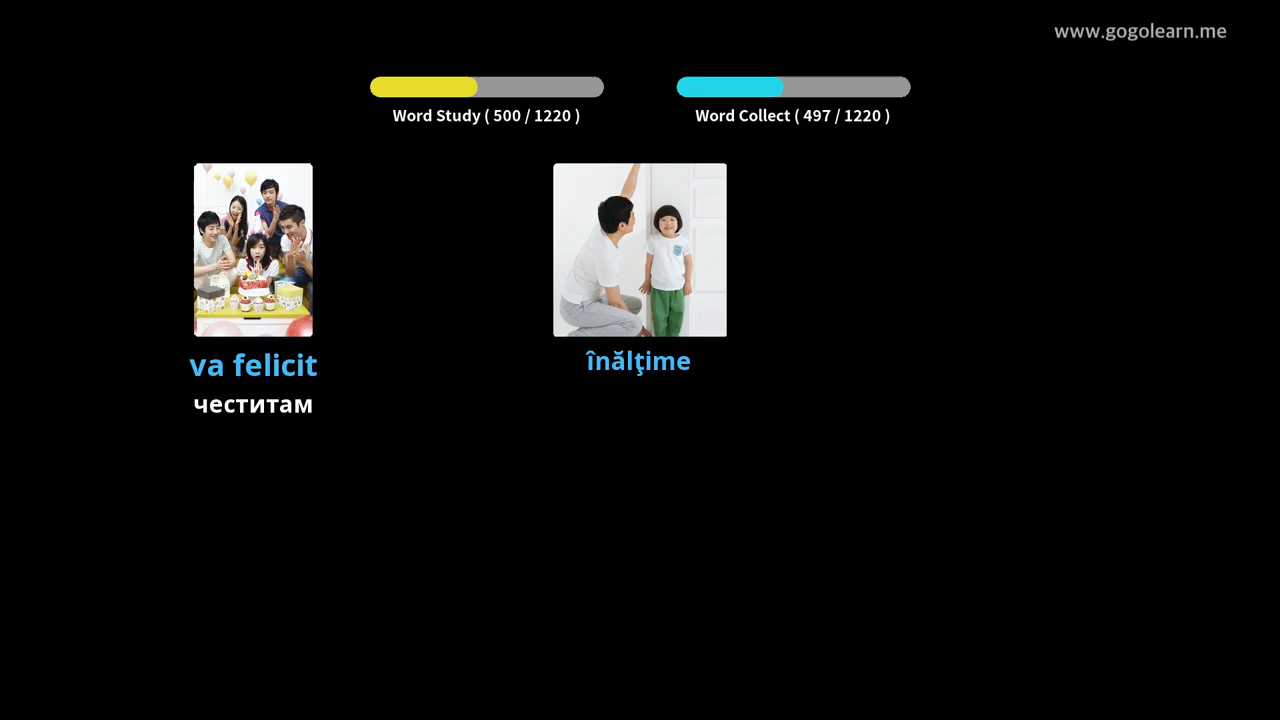 www.gogolearn.me
Word Study ( 500 / 1220 )
Word Collect ( 497 / 1220 )
va felicit
честитам
înălţime